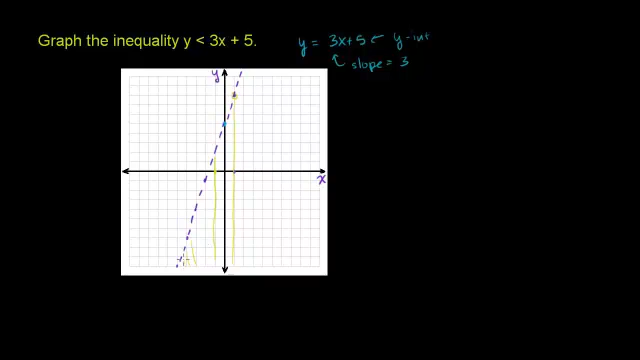 Graph the inequality y < 3x + 5.
y = 3x+5 ← y-int
slope = 3
y
x